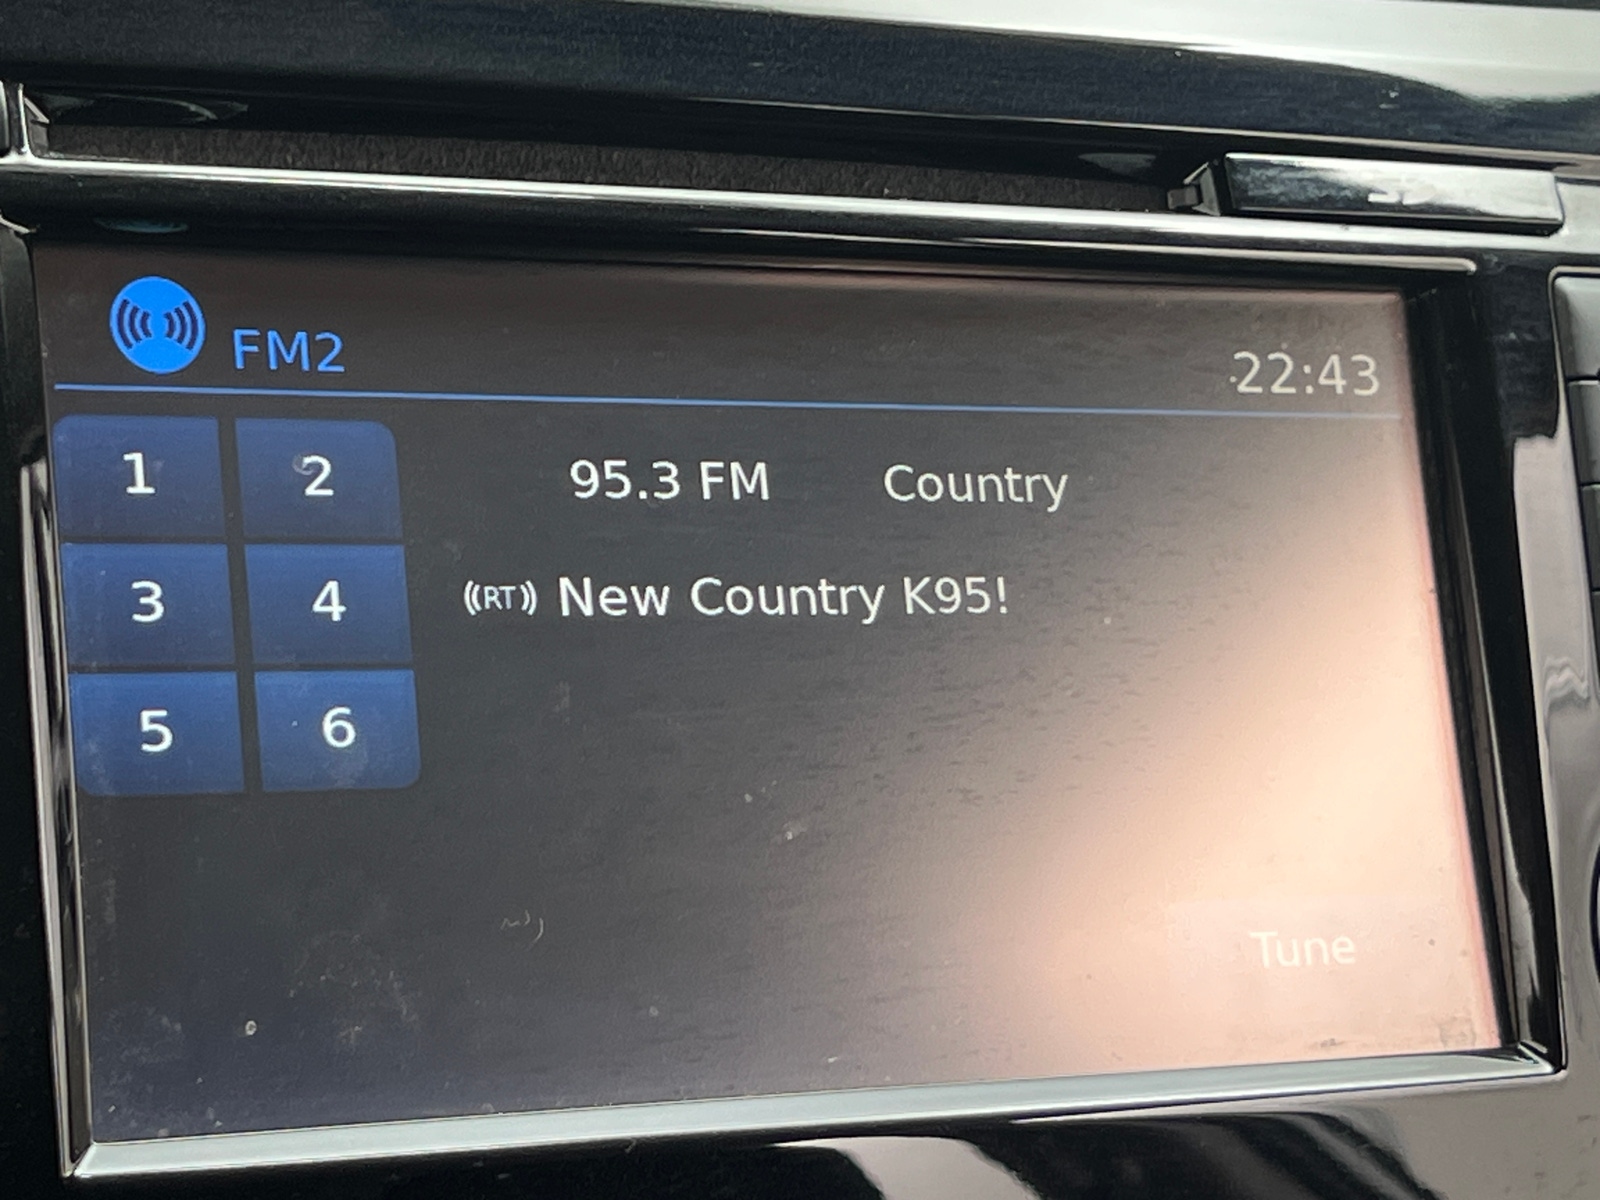 FM2
22:43
1 2
95.3 FM Country
3 4
RT New Country K95!
5 6
Tune